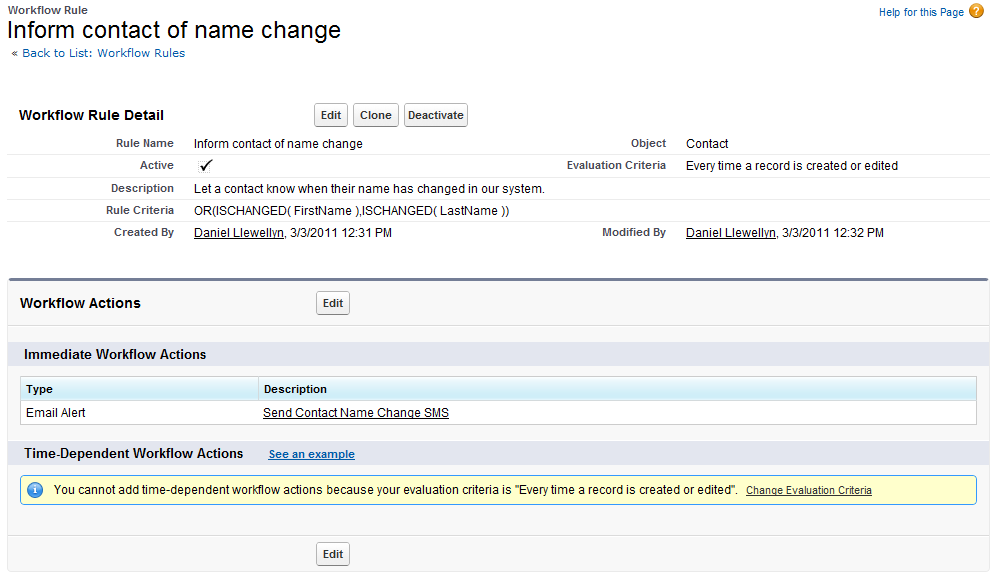 Workflow Rule
Help for this Page
Inform contact of name change
« Back to List: Workflow Rules
Workflow Rule Detail Edit Clone Deactivate
Rule Name Inform contact of name change Object Contact
Active Evaluation Criteria Every time a record is created or edited
Description Let a contact know when their name has changed in our system.
Rule Criteria OR(ISCHANGED( FirstName ),ISCHANGED( LastName ))
Created By Daniel Llewellyn, 3/3/2011 12:31 PM Modified By Daniel Llewellyn, 3/3/2011 12:32 PM
Workflow Actions Edit
Immediate Workflow Actions
Type Description
Email Alert Send Contact Name Change SMS
Time-Dependent Workflow Actions See an example
You cannot add time-dependent workflow actions because your evaluation criteria is "Every time a record is created or edited". Change Evaluation Criteria
Edit